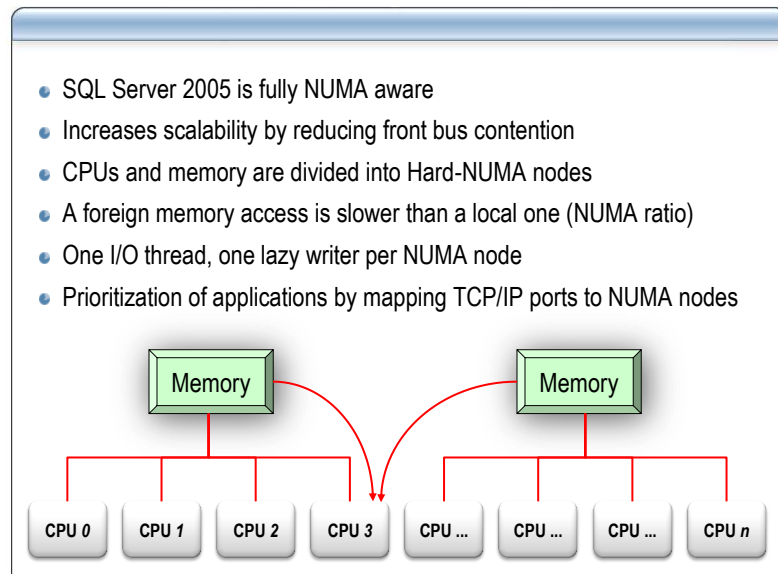 SQL Server 2005 is fully NUMA aware
Increases scalability by reducing front bus contention
CPUs and memory are divided into Hard-NUMA nodes
A foreign memory access is slower than a local one (NUMA ratio)
One I/O thread, one lazy writer per NUMA node
Prioritization of applications by mapping TCP/IP ports to NUMA nodes
Memory
Memory
CPU 0
CPU 1
CPU 2
CPU 3
CPU ...
CPU ...
CPU ...
CPU n